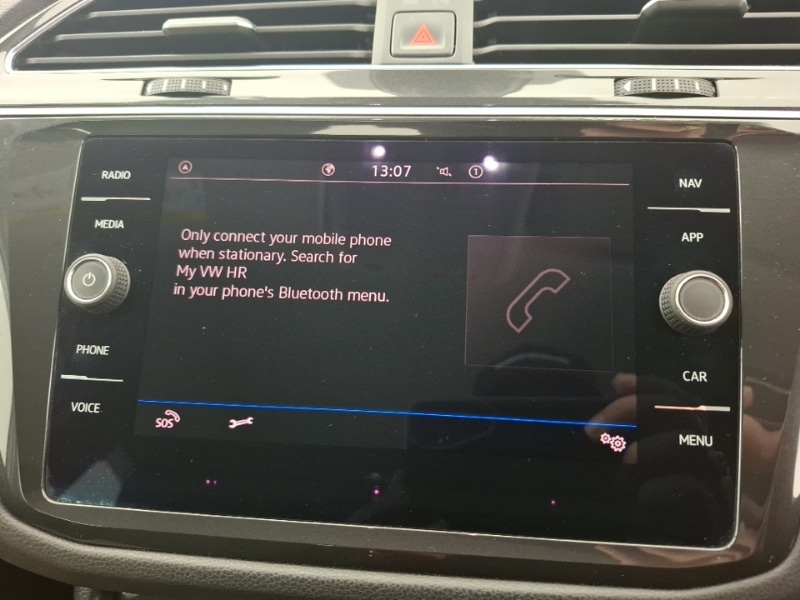 RADIO
MEDIA
PHONE
VOICE
13:07
1
Only connect your mobile phone
when stationary. Search for
My VW HR
in your phone's Bluetooth menu.
SOS
NAV
APP
CAR
MENU